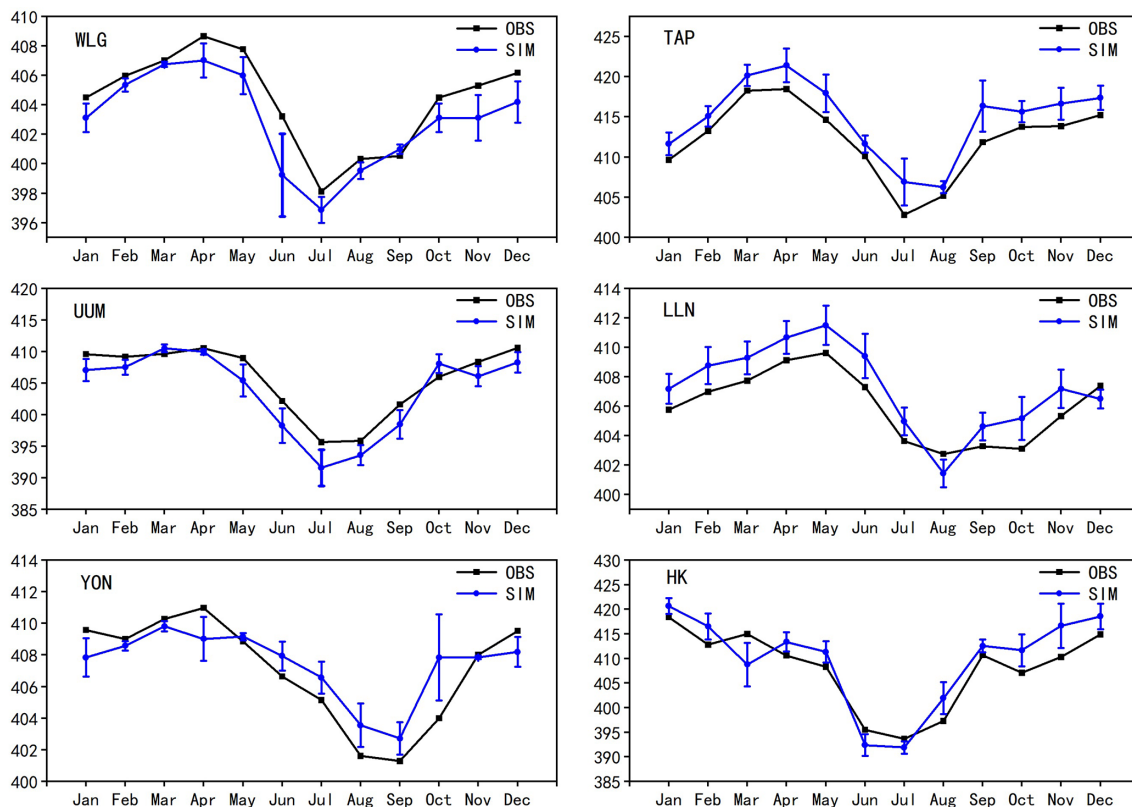 WLG
OBS
SIM
410
408
406
404
402
400
398
396
Jan Feb Mar Apr May Jun Jul Aug Sep Oct Nov Dec
TAP
OBS
SIM
425
420
415
410
405
400
Jan Feb Mar Apr May Jun Jul Aug Sep Oct Nov Dec
UUM
OBS
SIM
420
415
410
405
400
395
390
385
Jan Feb Mar Apr May Jun Jul Aug Sep Oct Nov Dec
LLN
OBS
SIM
414
412
410
408
406
404
402
400
Jan Feb Mar Apr May Jun Jul Aug Sep Oct Nov Dec
YON
OBS
SIM
414
412
410
408
406
404
402
400
Jan Feb Mar Apr May Jun Jul Aug Sep Oct Nov Dec
HK
OBS
SIM
430
425
420
415
410
405
400
395
390
385
Jan Feb Mar Apr May Jun Jul Aug Sep Oct Nov Dec